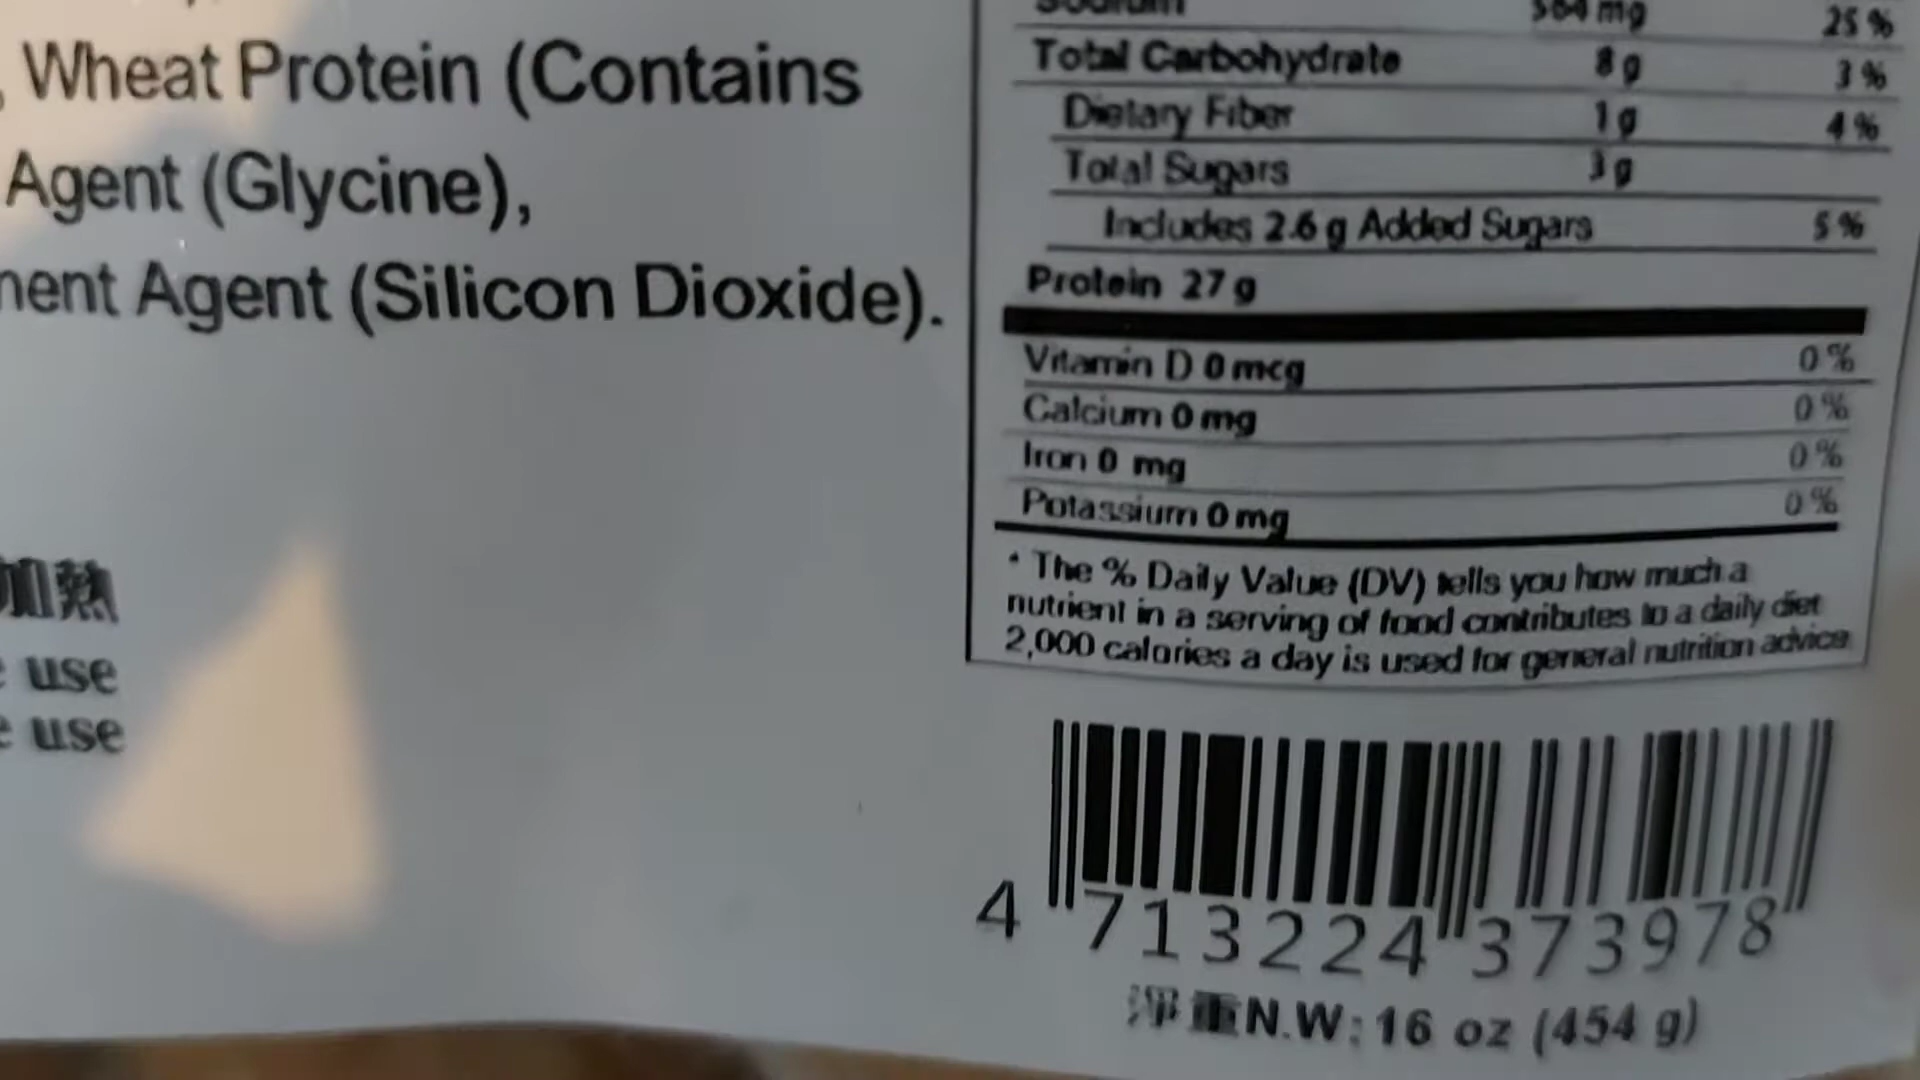 Wheat Protein (Contains
Agent (Glycine),
ment Agent (Silicon Dioxide).
加熱
use
use
Sodium 584 mg 25 %
Total Carbohydrate 8 g 3 %
Dietary Fiber 1 g 4 %
Total Sugars 3 g
Includes 2.6 g Added Sugars 5 %
Protein 27 g
Vitamin D 0 mcg 0 %
Calcium 0 mg 0 %
Iron 0 mg 0 %
Potassium 0 mg 0 %
* The % Daily Value (DV) tells you how much a
nutrient in a serving of food contributes to a daily diet
2,000 calories a day is used for general nutrition advice
4 713224 373978
淨重N.W: 16 oz (454 g)